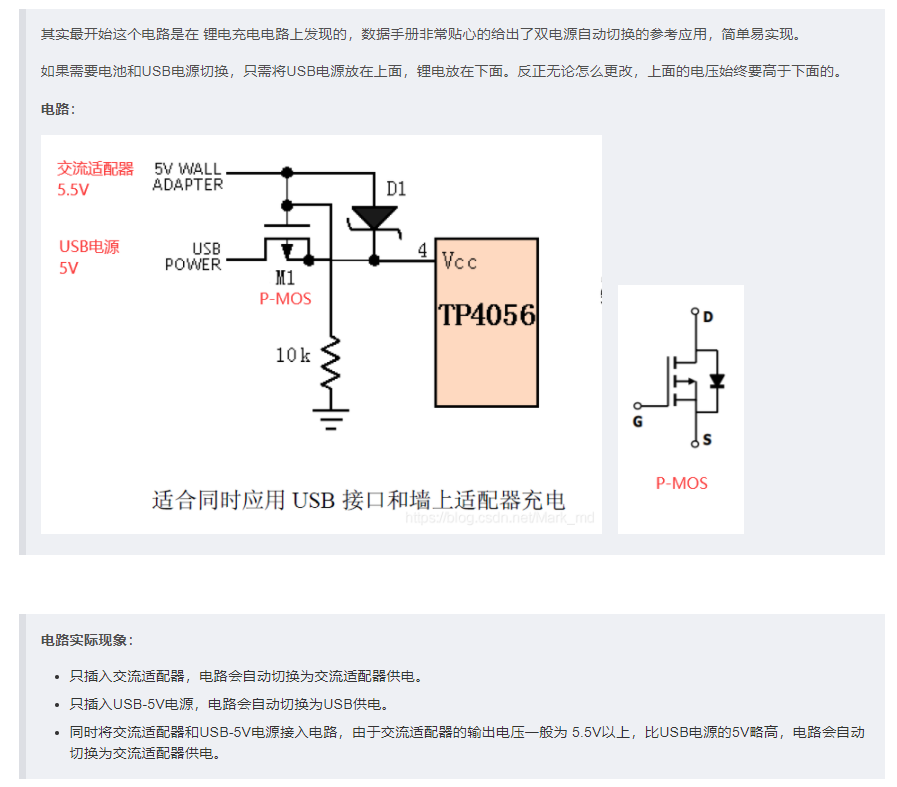 其实最开始这个电路是在 锂电充电电路上发现的，数据手册非常贴心的给出了双电源自动切换的参考应用，简单易实现。
如果需要电池和USB电源切换，只需将USB电源放在上面，锂电放在下面。反正无论怎么更改，上面的电压始终要高于下面的。
电路：
交流适配器
5.5V
5V WALL
ADAPTER
D1
USB电源
5V
USB
POWER
M1
P-MOS
4
Vcc
TP4056
10k
D
G
S
P-MOS
适合同时应用 USB 接口和墙上适配器充电
https://blog.csdn.net/Mark_md
电路实际现象：
• 只插入交流适配器，电路会自动切换为交流适配器供电。
• 只插入USB-5V电源，电路会自动切换为USB供电。
• 同时将交流适配器和USB-5V电源接入电路，由于交流适配器的输出电压一般为 5.5V以上，比USB电源的5V略高，电路会自动
切换为交流适配器供电。